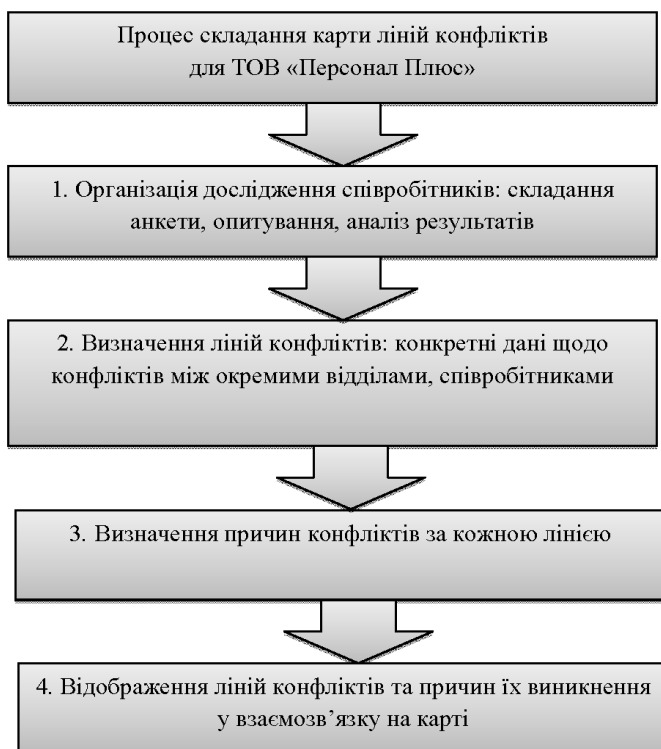 Процес складання карти ліній конфліктів
для ТОВ «Персонал Плюс»
1. Організація дослідження співробітників: складання
анкети, опитування, аналіз результатів
2. Визначення ліній конфліктів: конкретні дані щодо
конфліктів між окремими відділами, співробітниками
3. Визначення причин конфліктів за кожною лінією
4. Відображення ліній конфліктів та причин їх виникнення
у взаємозв’язку на карті